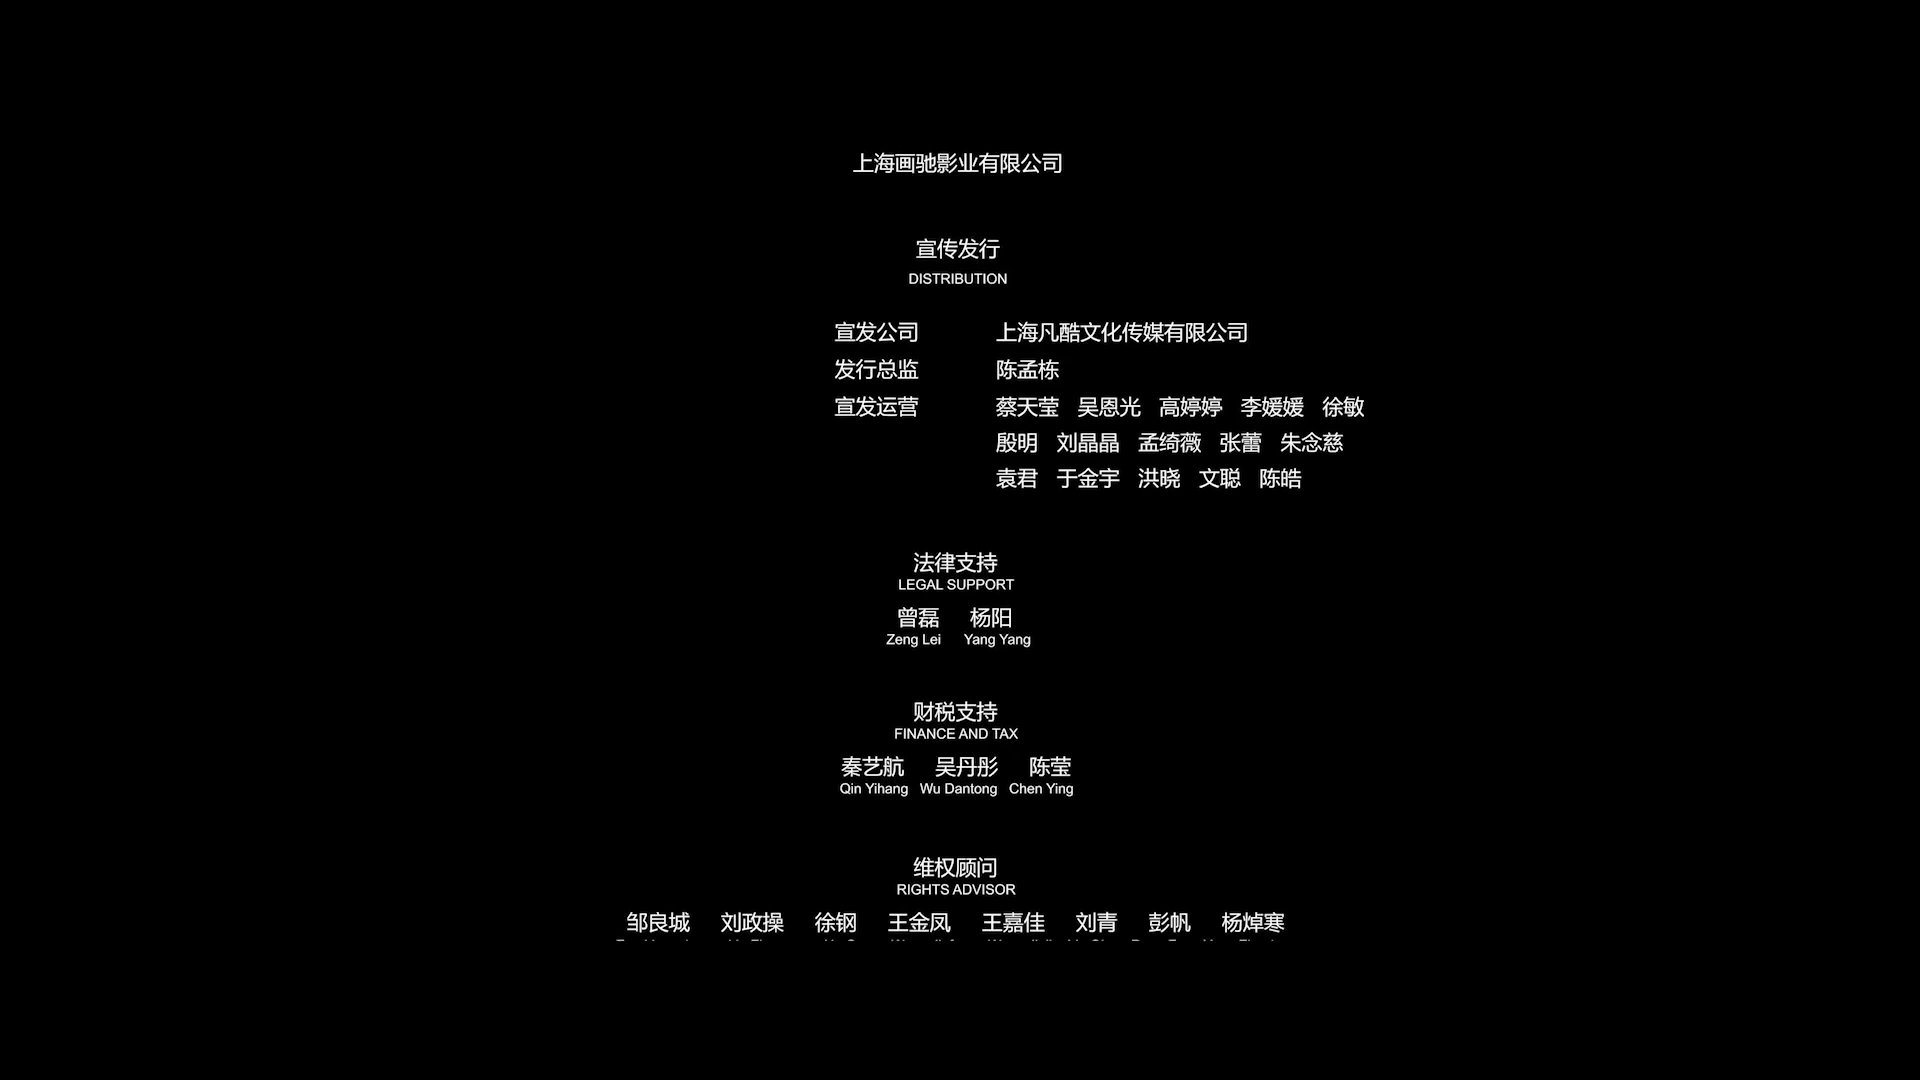 上海画驰影业有限公司
宣传发行
DISTRIBUTION
宣发公司 上海凡酷文化传媒有限公司
发行总监 陈孟栋
宣发运营 蔡天莹 吴恩光 高婷婷 李媛媛 徐敏
殷明 刘晶晶 孟绮薇 张蕾 朱念慈
袁君 于金宇 洪晓 文聪 陈皓
法律支持
LEGAL SUPPORT
曾磊 杨阳
Zeng Lei Yang Yang
财税支持
FINANCE AND TAX
秦艺航 吴丹彤 陈莹
Qin Yihang Wu Dantong Chen Ying
维权顾问
RIGHTS ADVISOR
邹良城 刘政操 徐钢 王金凤 王嘉佳 刘青 彭帆 杨焯寒